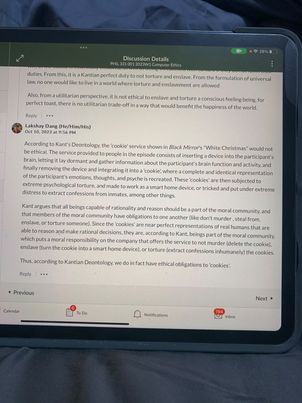 28%
Discussion Details
PHIL 331 001 2023W1 Computer Ethics
duties. From this, it is a Kantian perfect duty to not torture and enslave. From the formulation of universal
law, no one would like to live in a world where torture and enslavement are allowed
Also, from a utilitarian perspective, it is not ethical to enslave and torture a conscious feeling being, for
perfect toast, there is no utilitarian trade-off in a way that would benefit the happiness of the world.
Reply
Lakshay Dang (He/Him/His)
Oct 10, 2023 at 9:56 PM
According to Kant's Deontology, the 'cookie' service shown in Black Mirror's "White Christmas" would not
be ethical. The service provided to people in the episode consists of inserting a device into the participant's
brain, letting it lay dormant and gather information about the participant's brain function and activity, and
finally removing the device and integrating it into a 'cookie', where a complete and identical representation
of the participant's emotions, thoughts, and psyche is recreated. These 'cookies' are then subjected to
extreme psychological torture, and made to work as a smart home device, or tricked and put under extreme
distress to extract confessions from inmates, among other things.
Kant argues that all beings capable of rationality and reason should be a part of the moral community, and
that members of the moral community have obligations to one another (like don't murder , steal from,
enslave, or torture someone). Since the 'cookies' are near perfect representations of real humans that are
able to reason and make rational decisions, they are, according to Kant, beings part of the moral community,
which puts a moral responsibility on the company that offers the service to not murder (delete the cookie),
enslave (turn the cookie into a smart home device), or torture (extract confessions inhumanely) the cookies.
Thus, according to Kantian Deontology, we do in fact have ethical obligations to 'cookies'.
Reply
Previous
Next
Calendar
To Do
Notifications
Inbox